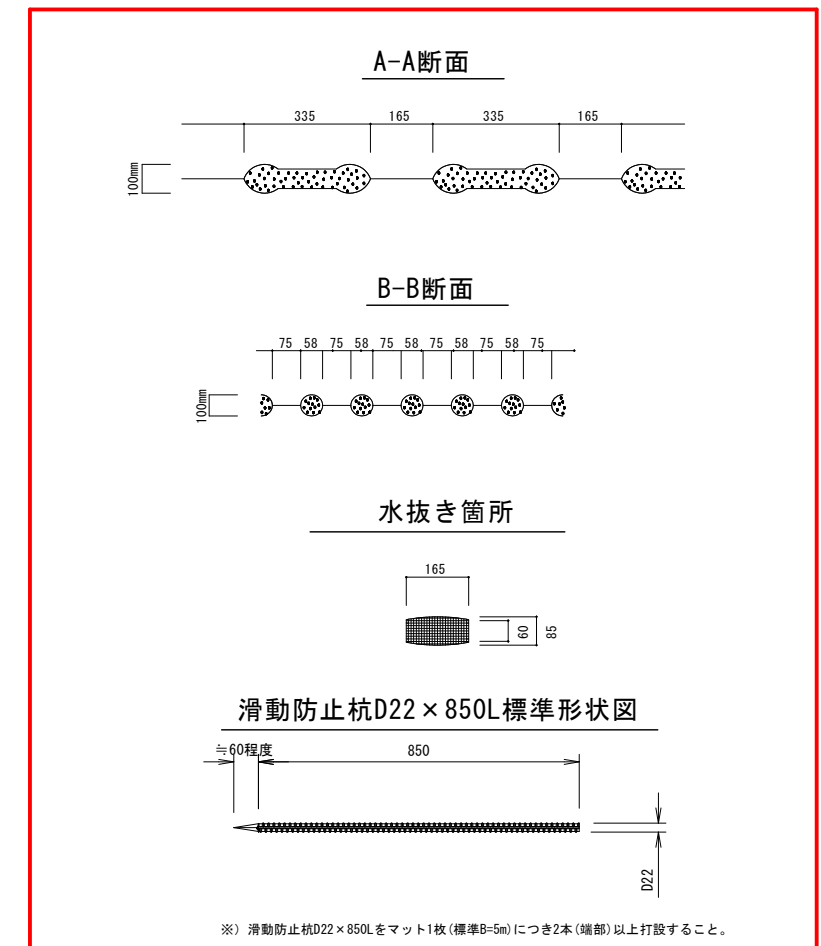 A-A断面
335 165 335 165
100mm
B-B断面
75 58 75 58 75 58 75 58 75 58 75
100mm
水抜き箇所
165
60 85
滑動防止杭D22×850L標準形状図
≒60程度 850
D22
※) 滑動防止杭D22×850Lをマット1枚(標準B=5m)につき2本(端部)以上打設すること。